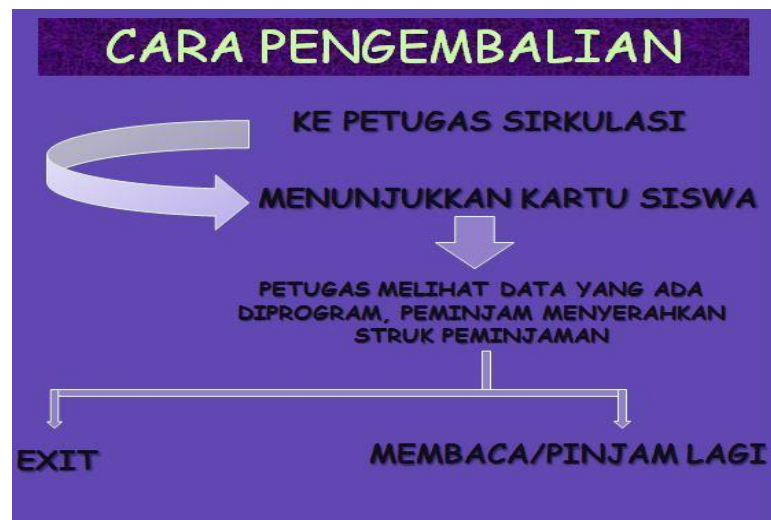 CARA PENGEMBALIAN
KE PETUGAS SIRKULASI
MENUNJUKKAN KARTU SISWA
PETUGAS MELIHAT DATA YANG ADA
DIPROGRAM, PEMINJAM MENYERAHKAN
STRUK PEMINJAMAN
EXIT
MEMBACA/PINJAM LAGI